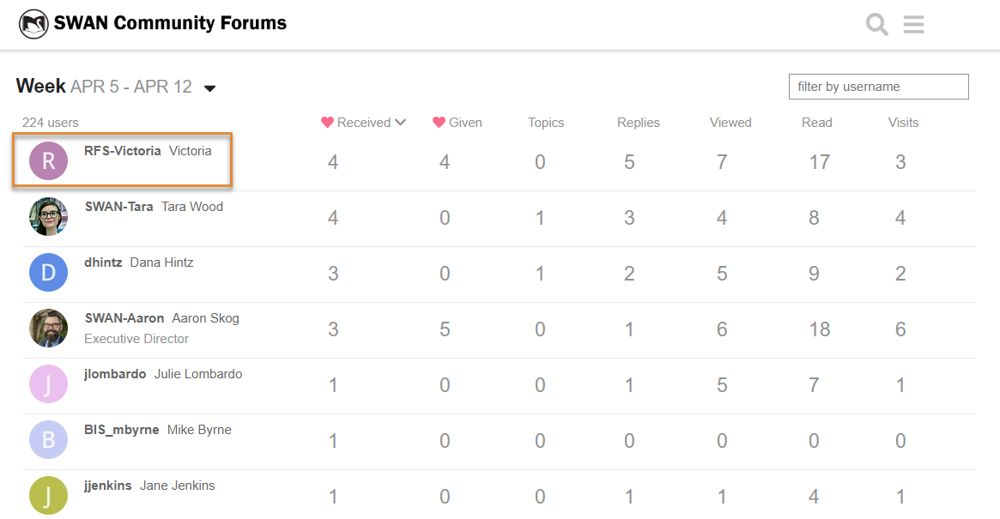 SWAN Community Forums
Week APR 5 - APR 12
filter by username
224 users Received Given Topics Replies Viewed Read Visits
R RFS-Victoria Victoria 4 4 0 5 7 17 3
SWAN-Tara Tara Wood 4 0 1 3 4 8 4
D dhintz Dana Hintz 3 0 1 2 5 9 2
SWAN-Aaron Aaron Skog 3 5 0 1 6 18 6
Executive Director
J jlombardo Julie Lombardo 1 0 0 1 5 7 1
B BIS_mbyrne Mike Byrne 1 0 0 0 0 0 0
J jjenkins Jane Jenkins 1 0 0 1 1 4 1